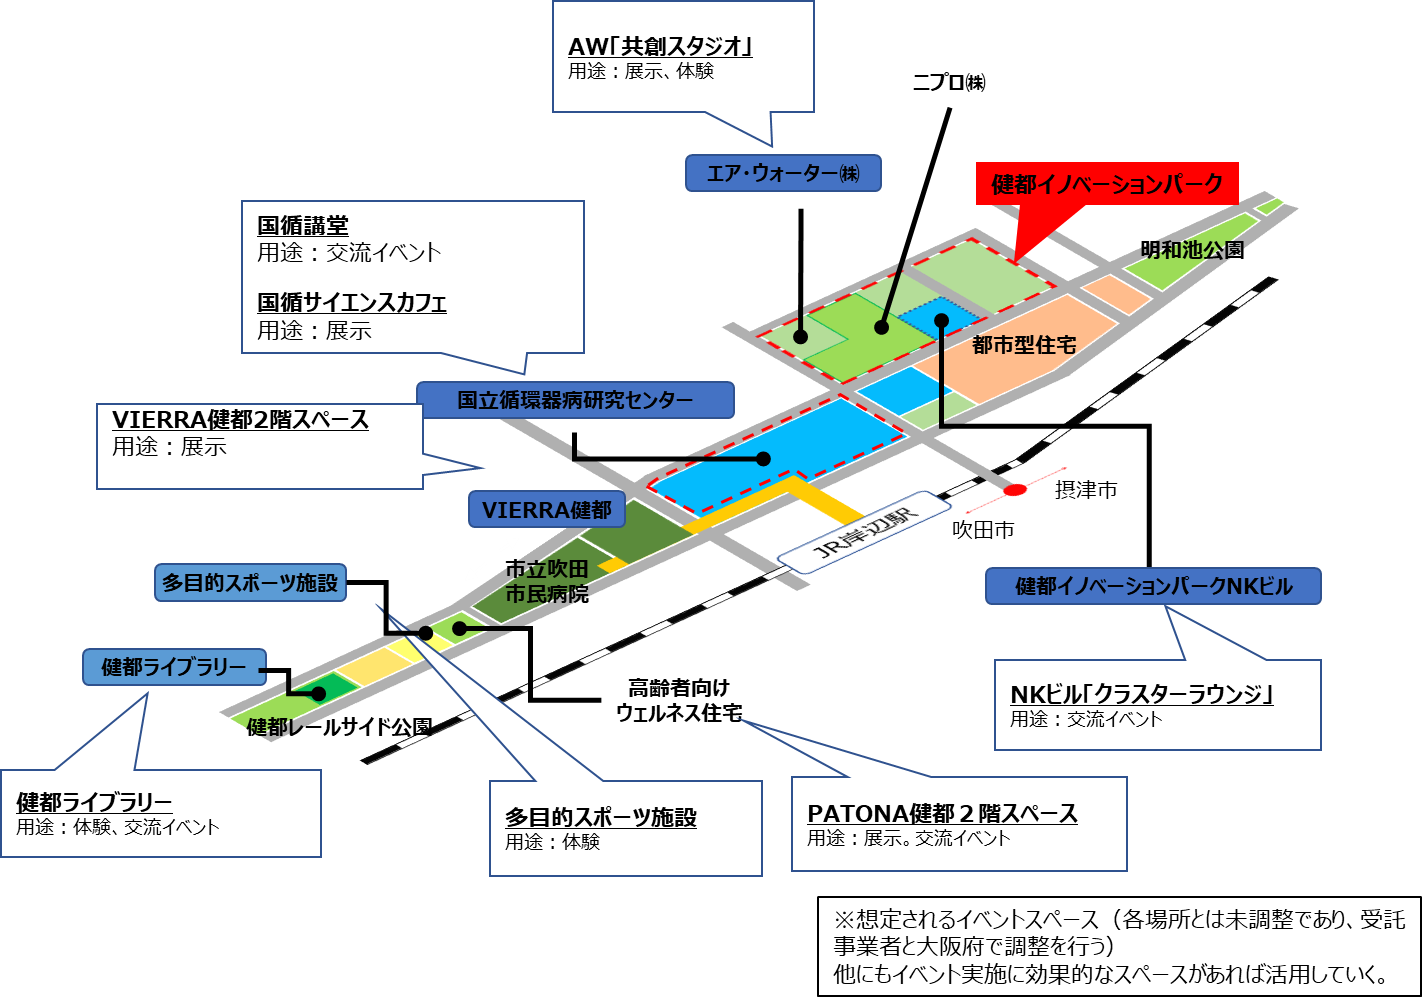 AW「共創スタジオ」
用途：展示、体験
ニプロ㈱
エア・ウォーター㈱
健都イノベーションパーク
国循講堂
用途：交流イベント
国循サイエンスカフェ
用途：展示
明和池公園
都市型住宅
国立循環器病研究センター
VIERRA健都2階スペース
用途：展示
VIERRA健都
摂津市
吹田市
JR岸辺駅
市立吹田
市民病院
多目的スポーツ施設
健都イノベーションパークNKビル
健都ライブラリー
高齢者向け
ウェルネス住宅
NKビル「クラスターラウンジ」
用途：交流イベント
健都レールサイド公園
健都ライブラリー
用途：体験、交流イベント
多目的スポーツ施設
用途：体験
PATONA健都２階スペース
用途：展示。交流イベント
※想定されるイベントスペース（各場所とは未調整であり、受託
事業者と大阪府で調整を行う）
他にもイベント実施に効果的なスペースがあれば活用していく。